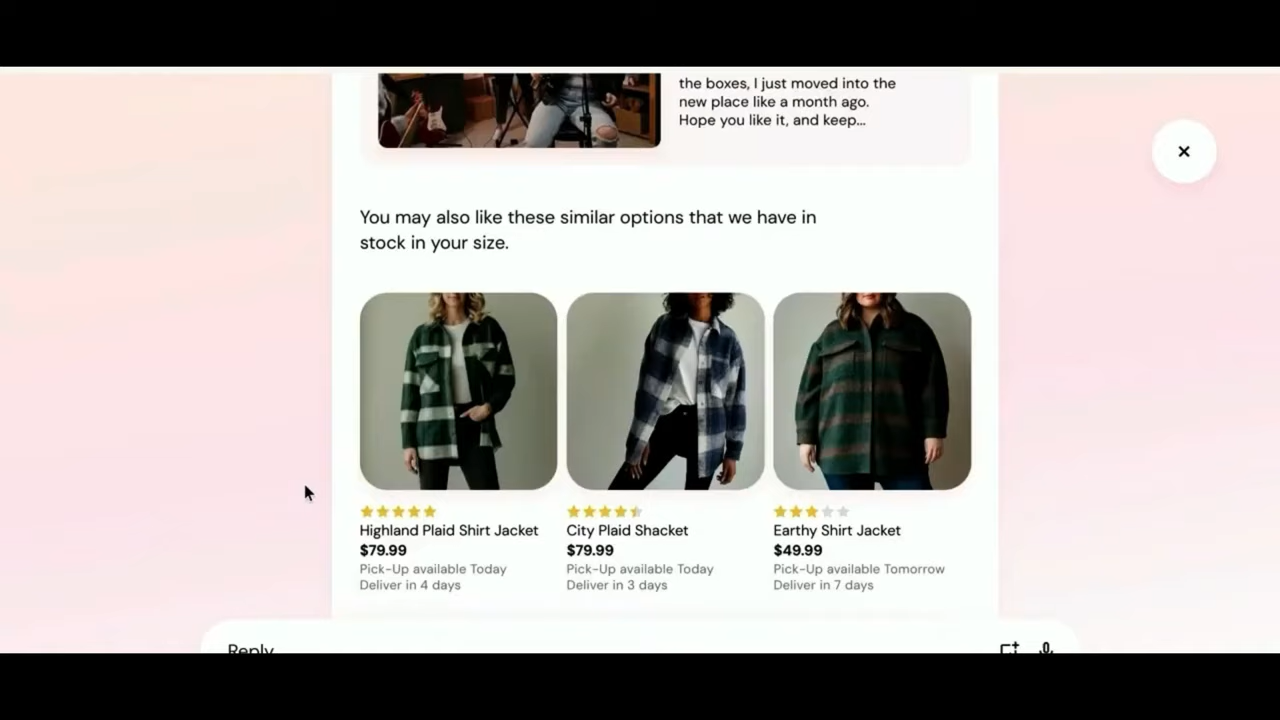 the boxes, I just moved into the
new place like a month ago.
Hope you like it, and keep...
You may also like these similar options that we have in
stock in your size.
Highland Plaid Shirt Jacket
$79.99
Pick-Up available Today
Deliver in 4 days
City Plaid Shacket
$79.99
Pick-Up available Today
Deliver in 3 days
Earthy Shirt Jacket
$49.99
Pick-Up available Tomorrow
Deliver in 7 days
Reply